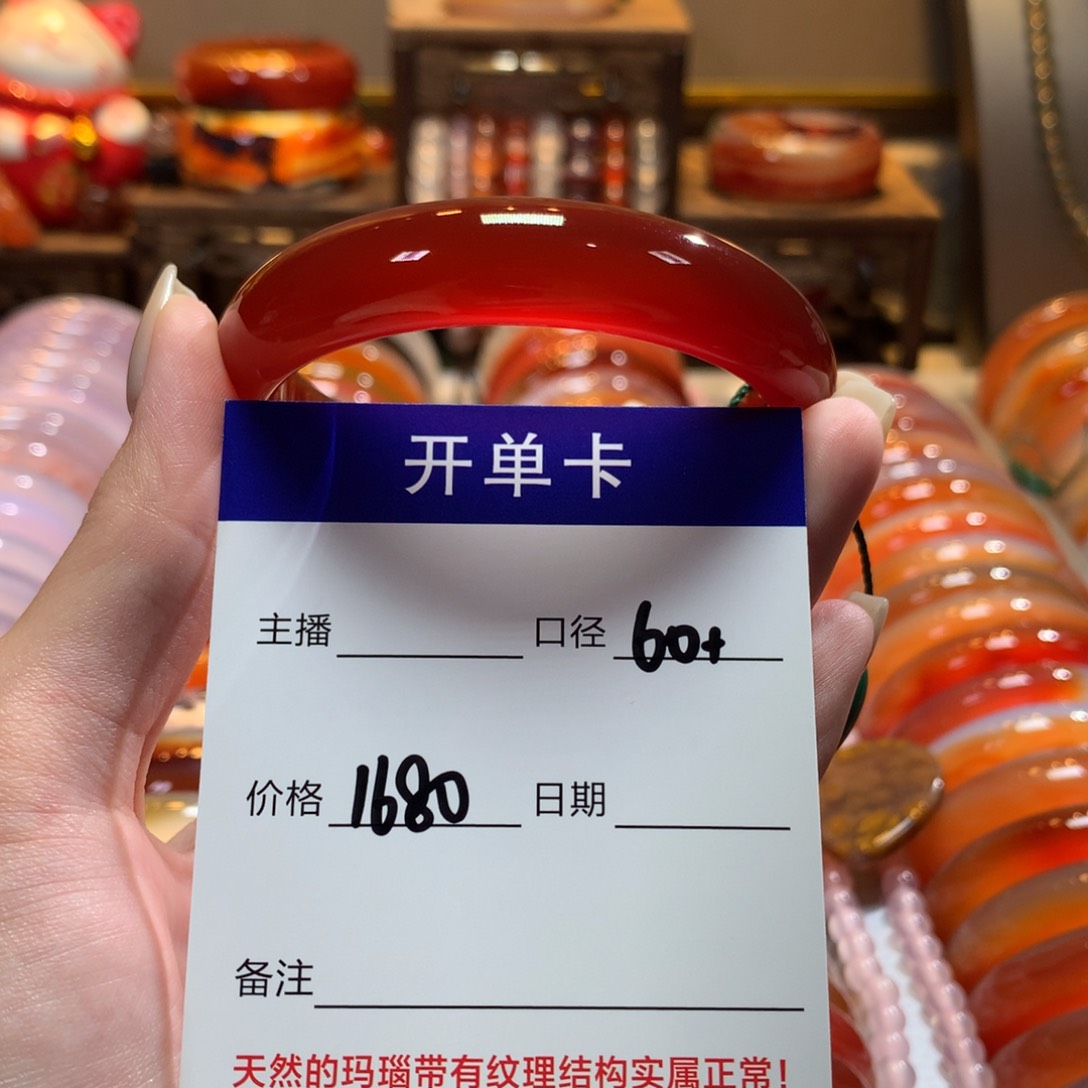 开单卡
主播 口径 60+
价格 1680 日期
备注
天然的玛瑙带有纹理结构实属正常!